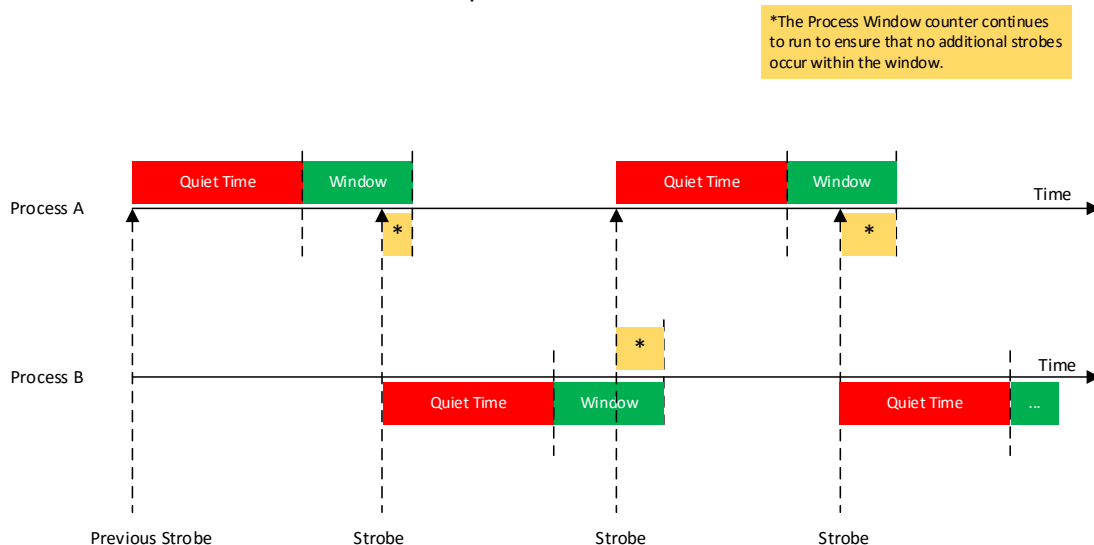 *The Process Window counter continues
to run to ensure that no additional strobes
occur within the window.
Quiet Time
Window
Quiet Time
Window
Process A
Time
*
*
*
Process B
Time
Quiet Time
Window
Quiet Time
...
Previous Strobe
Strobe
Strobe
Strobe